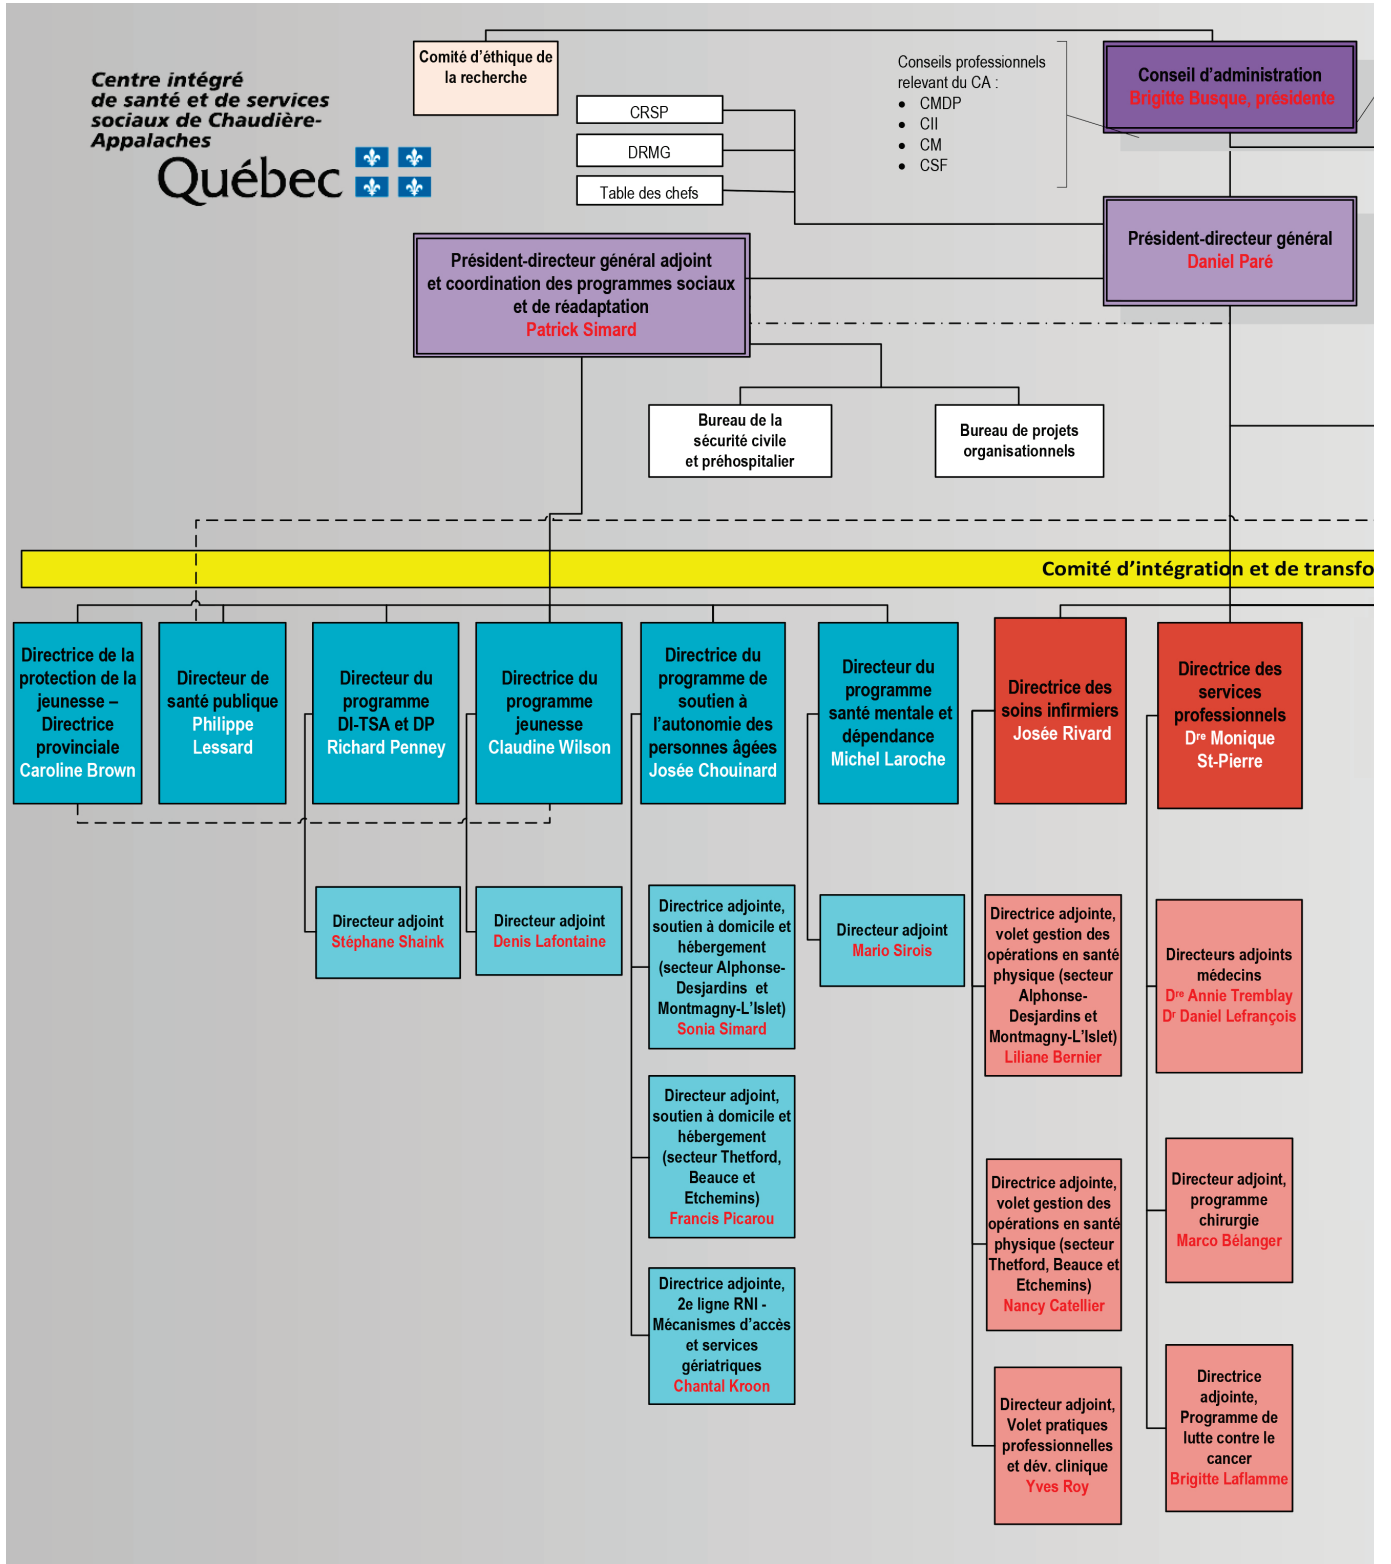 Centre intégré
de santé et de services
sociaux de Chaudière-
Appalaches
Québec
Comité d'éthique de
la recherche
CRSP
DRMG
Table des chefs
Conseils professionnels
relevant du CA :
• CMDP
• CII
• CM
• CSF
Conseil d'administration
Brigitte Busque, présidente
Président-directeur général
Daniel Paré
Président-directeur général adjoint
et coordination des programmes sociaux
et de réadaptation
Patrick Simard
Bureau de la
sécurité civile
et préhospitalier
Bureau de projets
organisationnels
Comité d'intégration et de transfo
Directrice de la
protection de la
jeunesse –
Directrice
provinciale
Caroline Brown
Directeur de
santé publique
Philippe
Lessard
Directeur du
programme
DI-TSA et DP
Richard Penney
Directrice du
programme
jeunesse
Claudine Wilson
Directrice du
programme de
soutien à
l'autonomie des
personnes âgées
Josée Chouinard
Directeur du
programme
santé mentale et
dépendance
Michel Laroche
Directrice des
soins infirmiers
Josée Rivard
Directrice des
services
professionnels
Dre Monique
St-Pierre
Directeur adjoint
Stéphane Shaink
Directeur adjoint
Denis Lafontaine
Directrice adjointe,
soutien à domicile et
hébergement
(secteur Alphonse-
Desjardins et
Montmagny-L'Islet)
Sonia Simard
Directeur adjoint,
soutien à domicile et
hébergement
(secteur Thetford,
Beauce et
Etchemins)
Francis Picarou
Directrice adjointe,
2e ligne RNI -
Mécanismes d'accès
et services
gériatriques
Chantal Kroon
Directeur adjoint
Mario Sirois
Directrice adjointe,
volet gestion des
opérations en santé
physique (secteur
Alphonse-
Desjardins et
Montmagny-L'Islet)
Liliane Bernier
Directrice adjointe,
volet gestion des
opérations en santé
physique (secteur
Thetford, Beauce et
Etchemins)
Nancy Catellier
Directeur adjoint,
Volet pratiques
professionnelles
et dév. clinique
Yves Roy
Directeurs adjoints
médecins
Dre Annie Tremblay
Dr Daniel Lefrançois
Directeur adjoint,
programme
chirurgie
Marco Bélanger
Directrice
adjointe,
Programme de
lutte contre le
cancer
Brigitte Laflamme